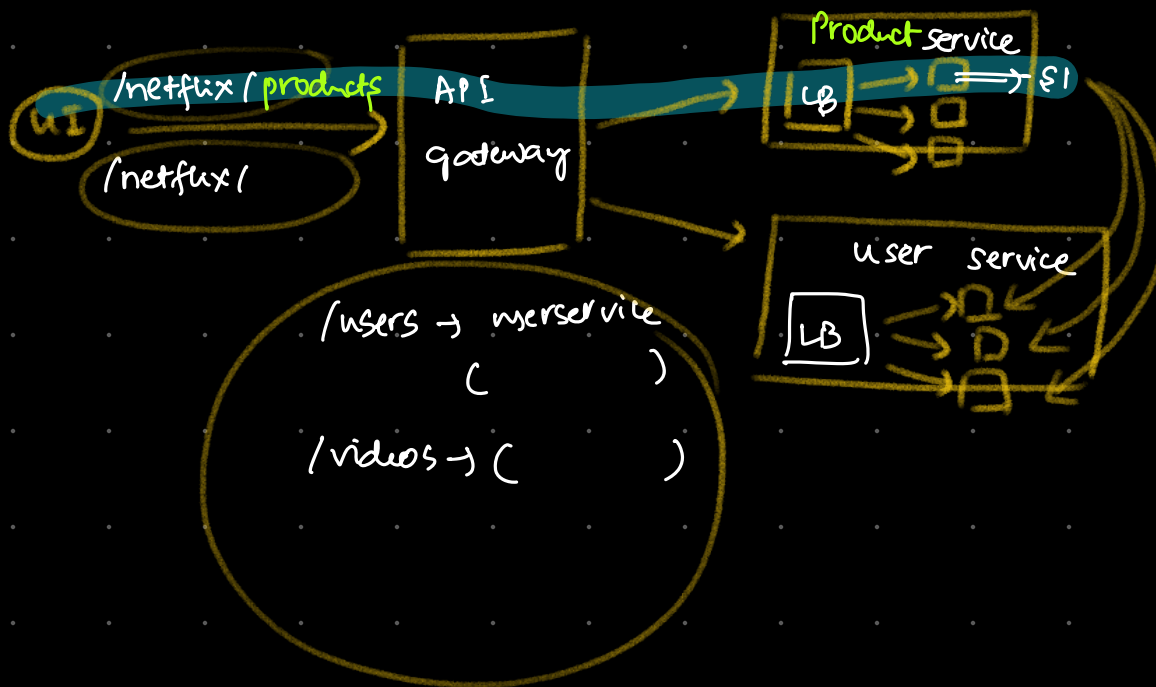 /netflix/products
UI
/netflix/
API
gateway
Product service
LB
S1
user service
LB
/users → userservice
( )
/videos → ( )